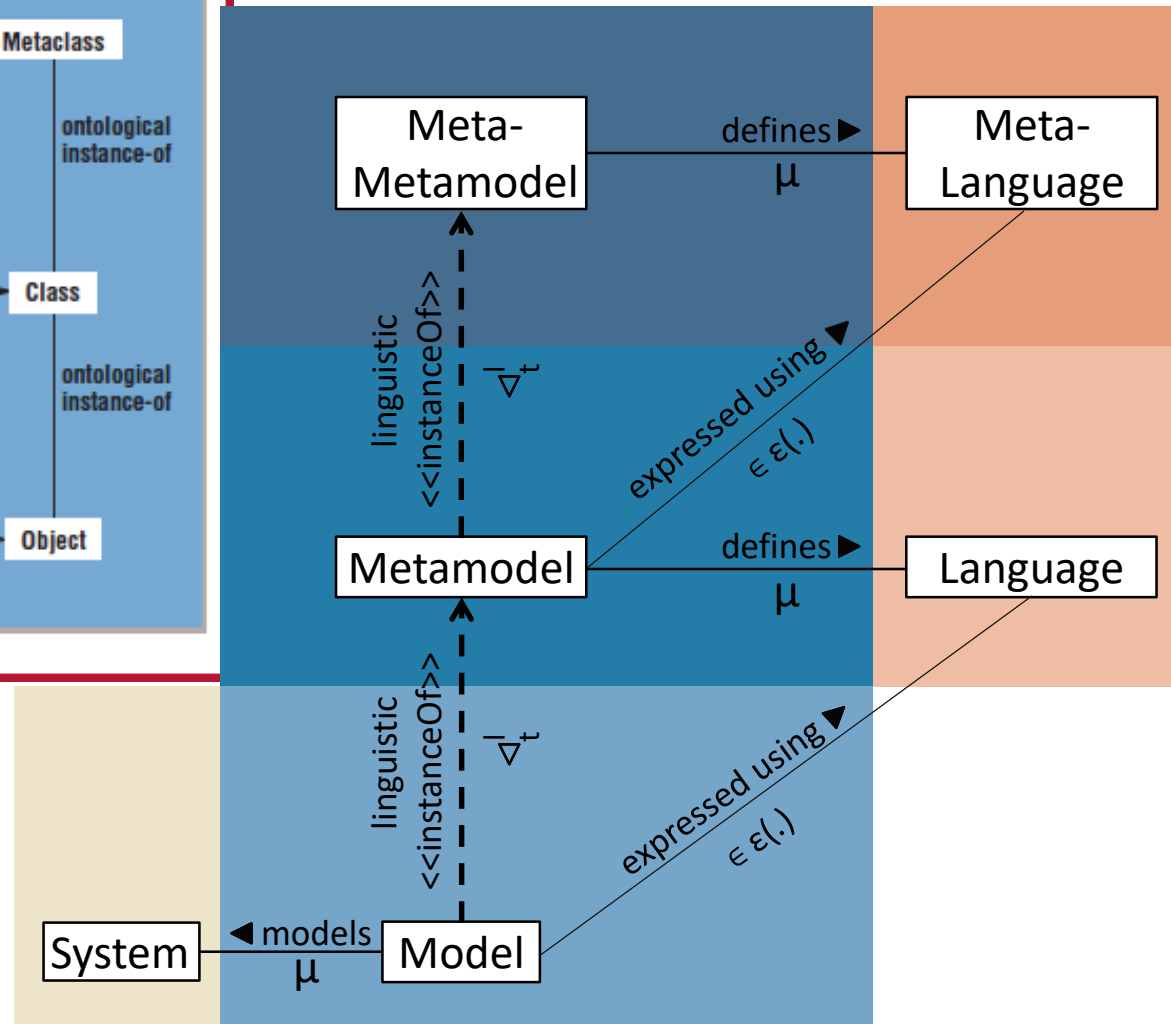 Metaclass
ontological
instance-of
Class
ontological
instance-of
Object
Meta-
Metamodel
defines ►
μ
Meta-
Language
linguistic
<<instanceOf>>
expressed using ►
∈ ε(.)
Metamodel
defines ►
μ
Language
linguistic
<<instanceOf>>
expressed using ►
∈ ε(.)
System
◄ models
μ
Model